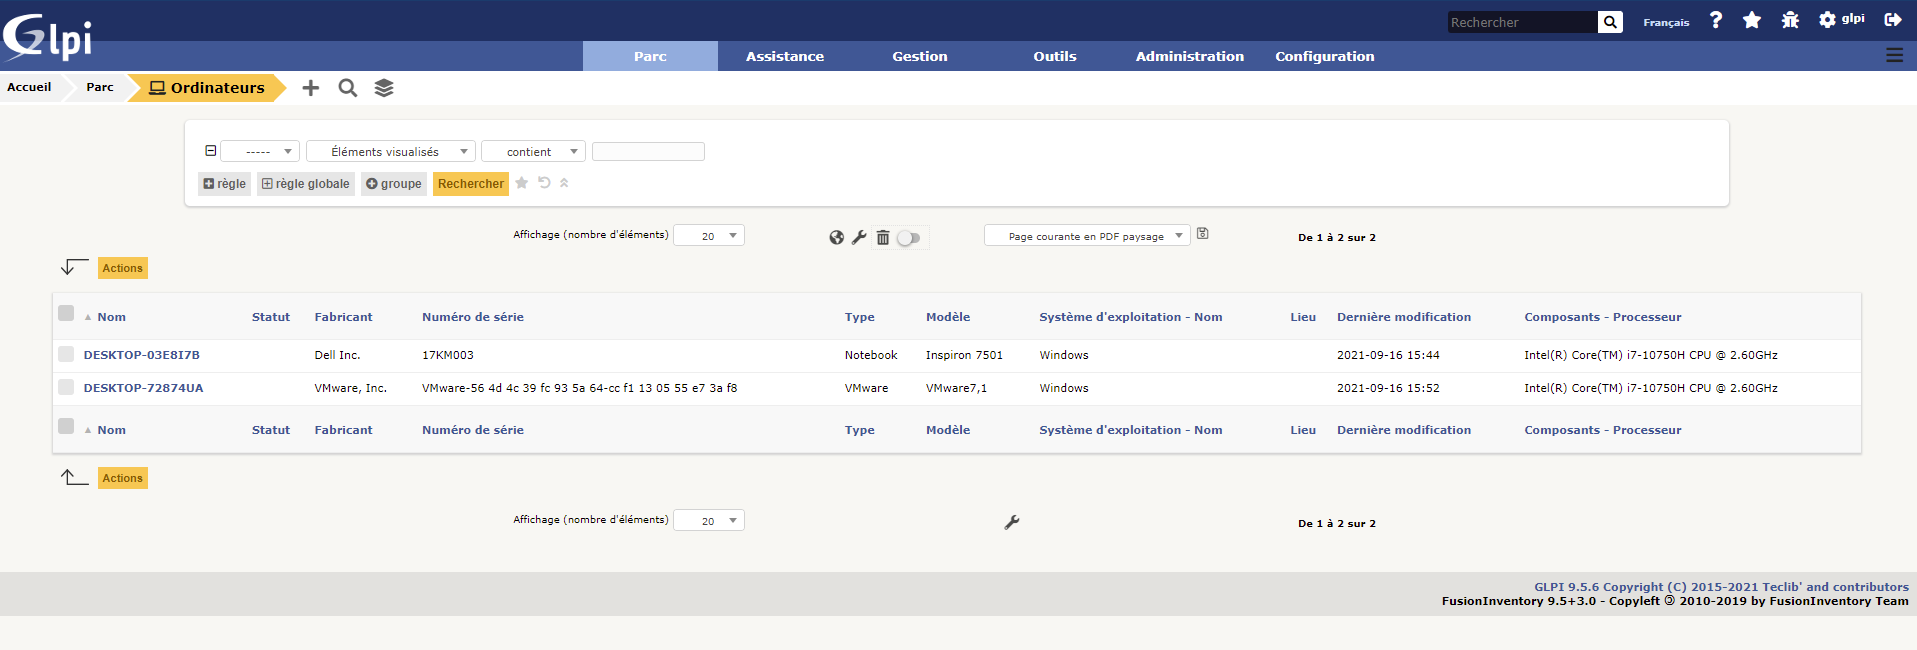 Glpi
Rechercher Français ? glpi
Parc Assistance Gestion Outils Administration Configuration
Accueil Parc Ordinateurs
----- Éléments visualisés contient
règle règle globale groupe Rechercher
Affichage (nombre d'éléments) 20 Page courante en PDF paysage De 1 à 2 sur 2
Actions
Nom Statut Fabricant Numéro de série Type Modèle Système d'exploitation - Nom Lieu Dernière modification Composants - Processeur
DESKTOP-03E8I7B Dell Inc. 17KM003 Notebook Inspiron 7501 Windows 2021-09-16 15:44 Intel(R) Core(TM) i7-10750H CPU @ 2.60GHz
DESKTOP-72874UA VMware, Inc. VMware-56 4d 4c 39 fc 93 5a 64-cc f1 13 05 55 e7 3a f8 VMware VMware7,1 Windows 2021-09-16 15:52 Intel(R) Core(TM) i7-10750H CPU @ 2.60GHz
Nom Statut Fabricant Numéro de série Type Modèle Système d'exploitation - Nom Lieu Dernière modification Composants - Processeur
Actions
Affichage (nombre d'éléments) 20 De 1 à 2 sur 2
GLPI 9.5.6 Copyright (C) 2015-2021 Teclib' and contributors
FusionInventory 9.5+3.0 - Copyleft 🄯 2010-2019 by FusionInventory Team